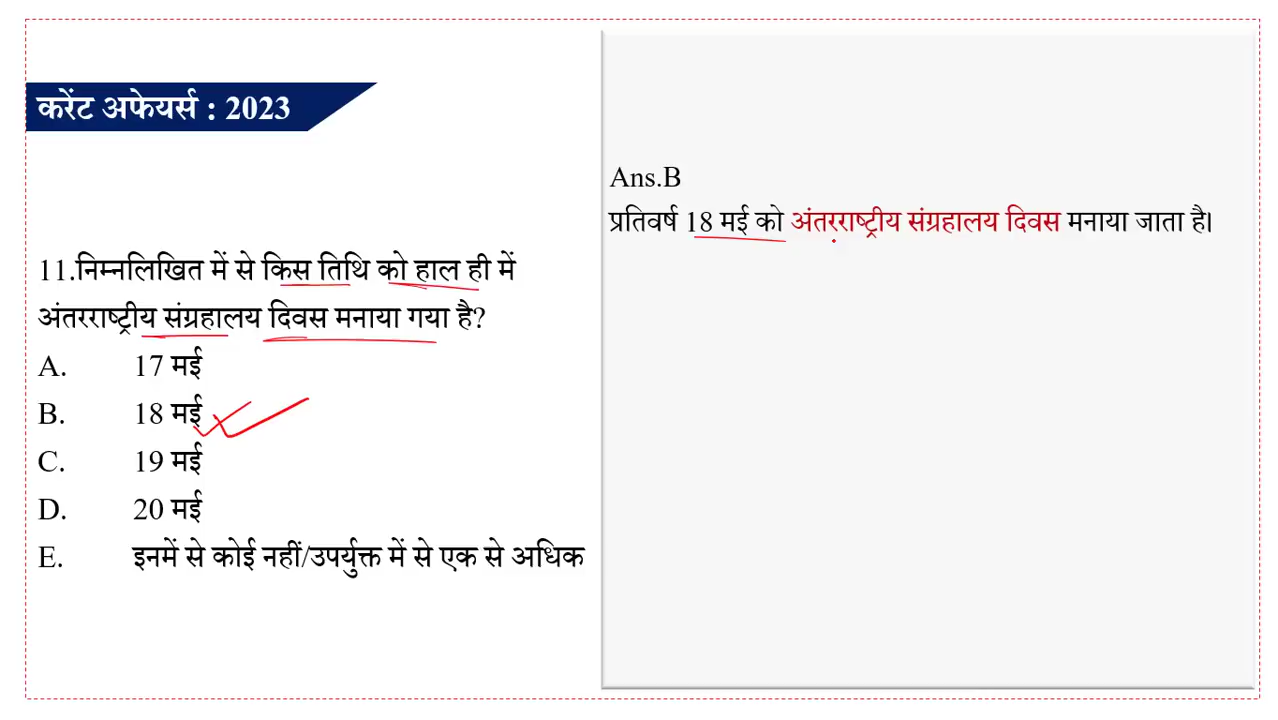 करेंट अफेयर्स : 2023
11.निम्नलिखित में से किस तिथि को हाल ही में
अंतरराष्ट्रीय संग्रहालय दिवस मनाया गया है?
A. 17 मई
B. 18 मई
C. 19 मई
D. 20 मई
E. इनमें से कोई नहीं/उपर्युक्त में से एक से अधिक
Ans.B
प्रतिवर्ष 18 मई को अंतरराष्ट्रीय संग्रहालय दिवस मनाया जाता है।